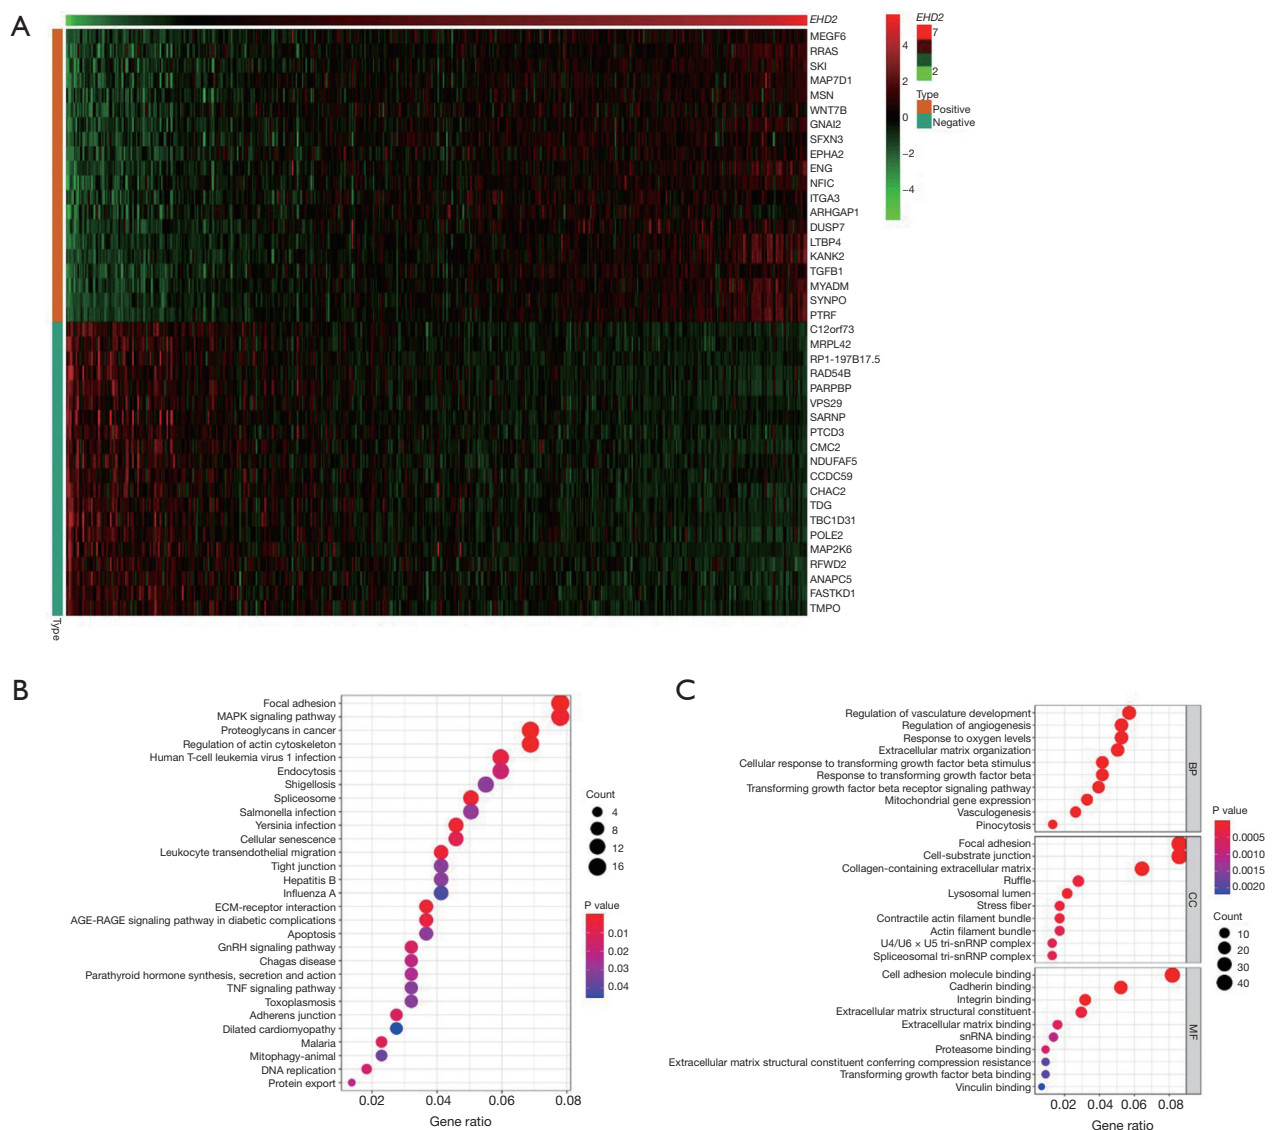 A
EHD2
MEGF6
RRAS
SKI
MAP7D1
MSN
WNT7B
GNAI2
SFXN3
EPHA2
ENG
NFIC
ITGA3
ARHGAP1
DUSP7
LTBP4
KANK2
TGFB1
MYADM
SYNPO
PTRF
C12orf73
MRPL42
RP1-197B17.5
RAD54B
PARPBP
VPS29
SARNP
PTCD3
CMC2
NDUFAF5
CCDC59
CHAC2
TDG
TBC1D31
POLE2
MAP2K6
RFWD2
ANAPC5
FASTKD1
TMPO
Type
4
2
0
−2
−4
EHD2
7
2
Type
Positive
Negative
B
Focal adhesion
MAPK signaling pathway
Proteoglycans in cancer
Regulation of actin cytoskeleton
Human T-cell leukemia virus 1 infection
Endocytosis
Shigellosis
Spliceosome
Salmonella infection
Yersinia infection
Cellular senescence
Leukocyte transendothelial migration
Tight junction
Hepatitis B
Influenza A
ECM-receptor interaction
AGE-RAGE signaling pathway in diabetic complications
Apoptosis
GnRH signaling pathway
Chagas disease
Parathyroid hormone synthesis, secretion and action
TNF signaling pathway
Toxoplasmosis
Adherens junction
Dilated cardiomyopathy
Malaria
Mitophagy-animal
DNA replication
Protein export
0.02 0.04 0.06 0.08
Gene ratio
Count
4
8
12
16
P value
0.01
0.02
0.03
0.04
C
Regulation of vasculature development
Regulation of angiogenesis
Response to oxygen levels
Extracellular matrix organization
Cellular response to transforming growth factor beta stimulus
Response to transforming growth factor beta
Transforming growth factor beta receptor signaling pathway
Mitochondrial gene expression
Vasculogenesis
Pinocytosis
BP
Focal adhesion
Cell-substrate junction
Collagen-containing extracellular matrix
Ruffle
Lysosomal lumen
Stress fiber
Contractile actin filament bundle
Actin filament bundle
U4/U6 × U5 tri-snRNP complex
Spliceosomal tri-snRNP complex
CC
Cell adhesion molecule binding
Cadherin binding
Integrin binding
Extracellular matrix structural constituent
Extracellular matrix binding
snRNA binding
Proteasome binding
Extracellular matrix structural constituent conferring compression resistance
Transforming growth factor beta binding
Vinculin binding
MF
0.02 0.04 0.06 0.08
Gene ratio
P value
0.0005
0.0010
0.0015
0.0020
Count
10
20
30
40